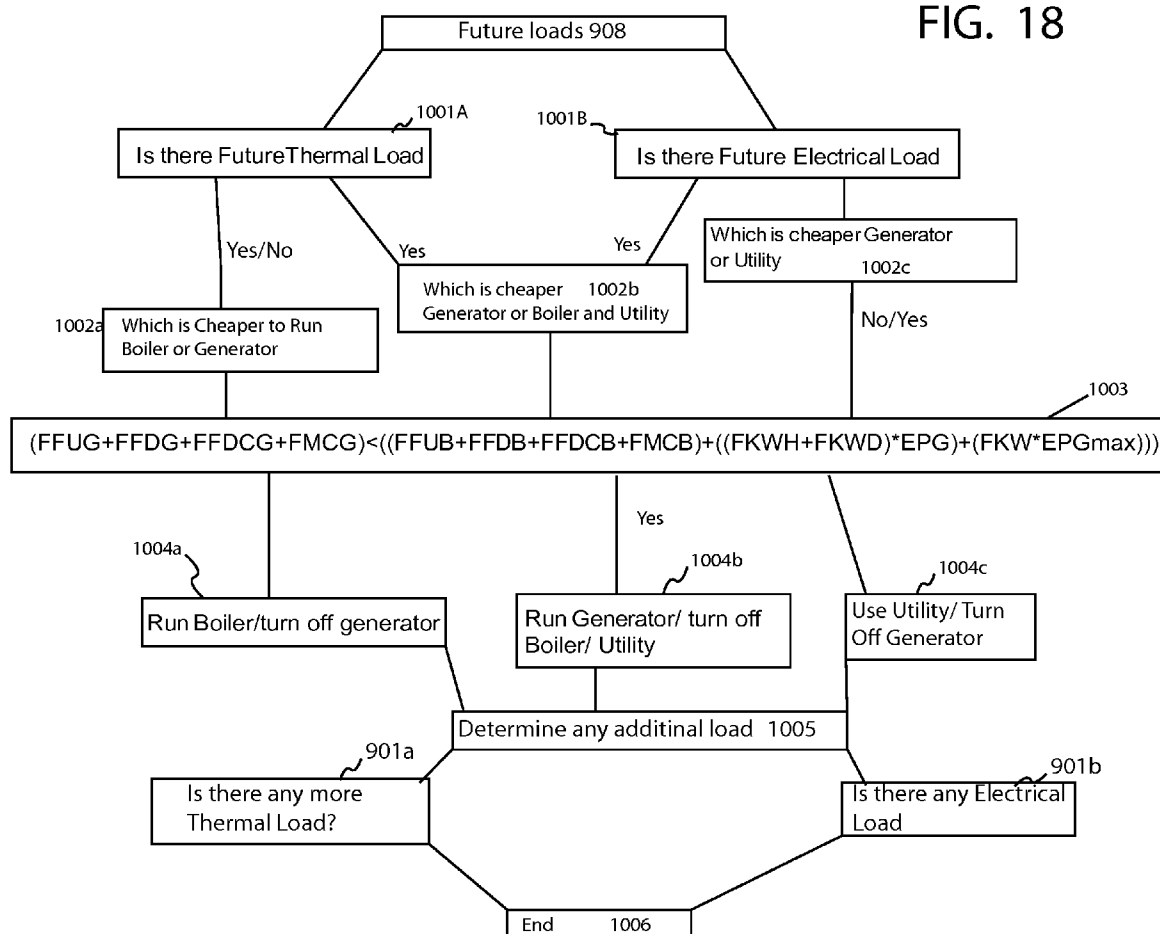 FIG. 18
Future loads 908
1001A
1001B
Is there FutureThermal Load
Is there Future Electrical Load
Yes/No
Yes
Yes
Which is cheaper Generator
or Utility
1002c
Which is cheaper 1002b
Generator or Boiler and Utility
1002a
Which is Cheaper to Run
Boiler or Generator
No/Yes
1003
(FFUG+FFDG+FFDCG+FMCG)<((FFUB+FFDB+FFDCB+FMCB)+((FKWH+FKWD)*EPG)+(FKW*EPGmax)))
Yes
1004a
1004b
1004c
Run Boiler/turn off generator
Run Generator/ turn off
Boiler/ Utility
Use Utility/ Turn
Off Generator
Determine any additinal load 1005
901a
901b
Is there any more
Thermal Load?
Is there any Electrical
Load
End 1006